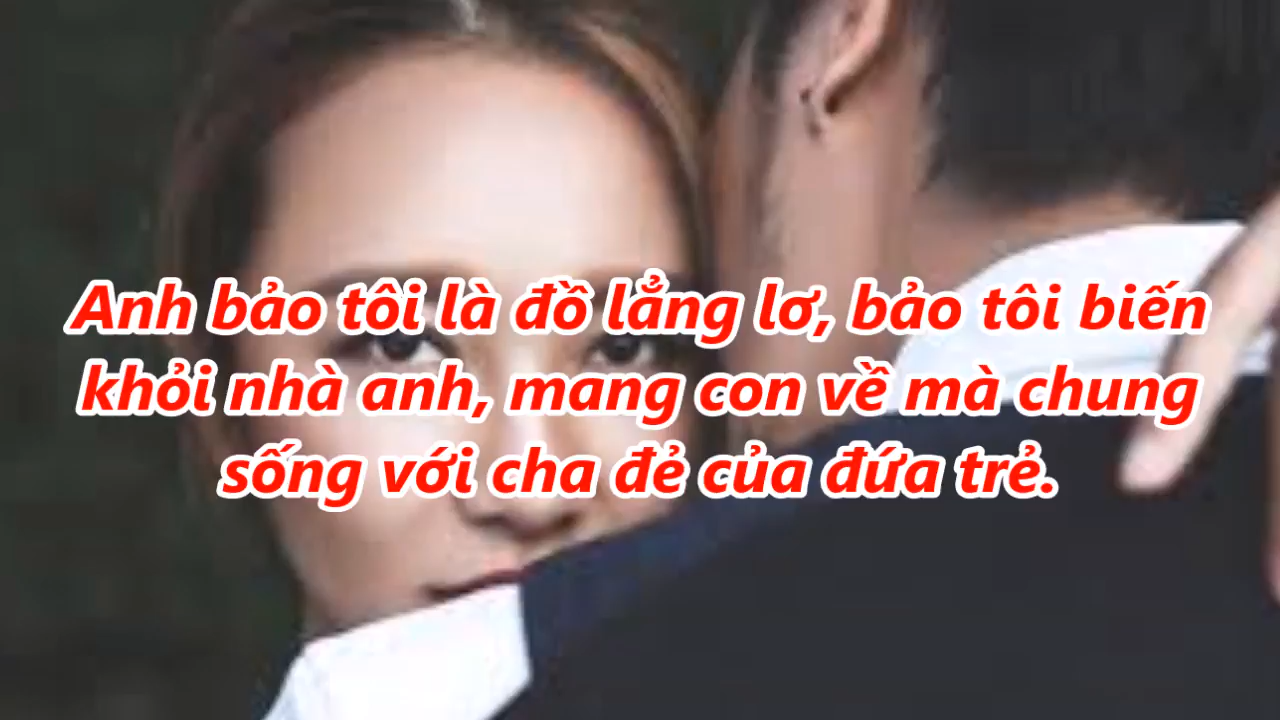 Anh bảo tôi là đồ lẳng lơ, bảo tôi biến
khỏi nhà anh, mang con về mà chung
sống với cha đẻ của đứa trẻ.